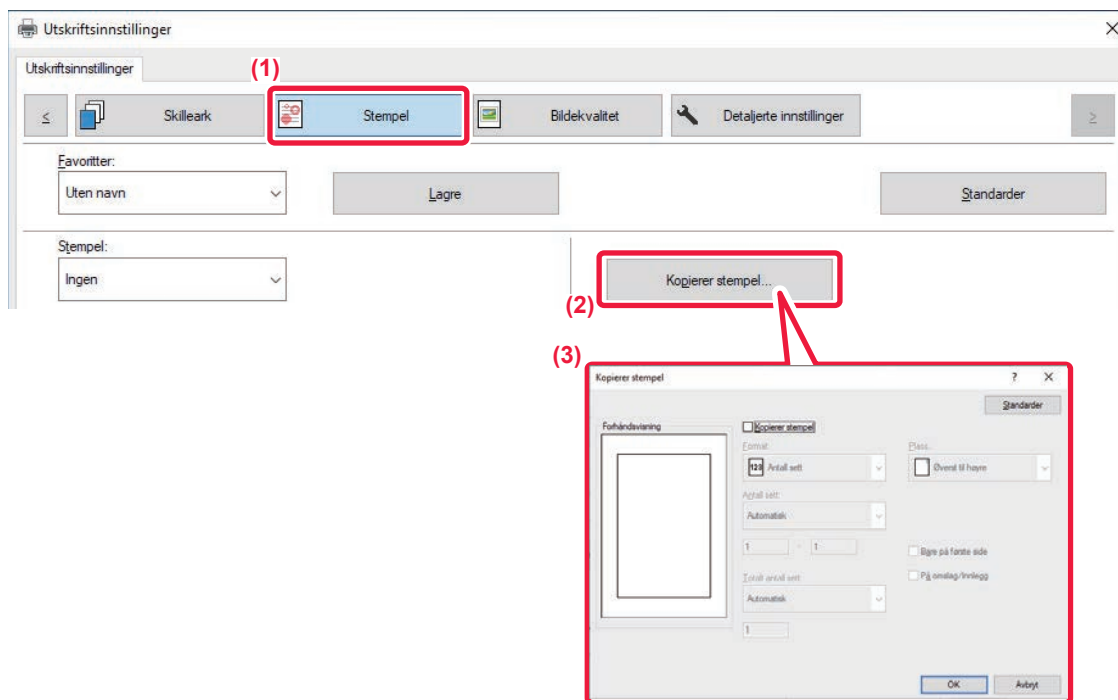 Utskriftsinnstillinger
Utskriftsinnstillinger
(1)
< Skilleark Stempel Bildekvalitet Detaljerte innstillinger >
Favoritter:
Uten navn Lagre Standarder
Stempel:
Ingen Kopierer stempel...
(2)
(3)
Kopierer stempel ? X
Standarder
Forhåndsvisning Kopierer stempel
Format: Plass:
123 Antall sett Øverst til høyre
Antall sett:
Automatisk
1 - 1 Bare på første side
Totalt antall sett: På omslag/Innlegg
Automatisk
1
OK Avbryt